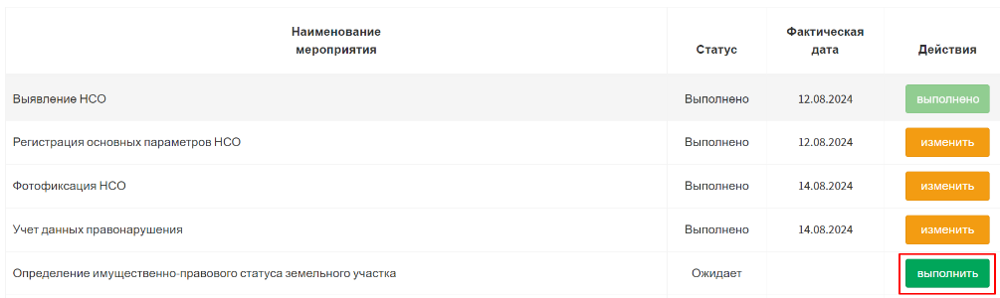 Наименование
мероприятия
Статус
Фактическая
дата
Действия
Выявление НСО Выполнено 12.08.2024 выполнено
Регистрация основных параметров НСО Выполнено 12.08.2024 изменить
Фотофиксация НСО Выполнено 14.08.2024 изменить
Учет данных правонарушения Выполнено 14.08.2024 изменить
Определение имущественно-правового статуса земельного участка Ожидает выполнить